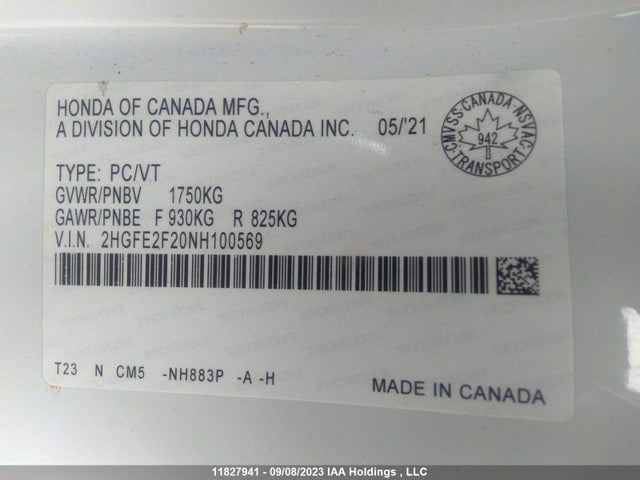 HONDA OF CANADA MFG.,
A DIVISION OF HONDA CANADA INC. 05/'21
CMVSS · CANADA · NSVAC
942
· TRANSPORT ·
TYPE: PC/VT
GVWR/PNBV 1750KG
GAWR/PNBE F 930KG R 825KG
V.I.N. 2HGFE2F20NH100569
T23 N CM5 -NH883P -A -H
MADE IN CANADA
11827941 - 09/08/2023 IAA Holdings , LLC